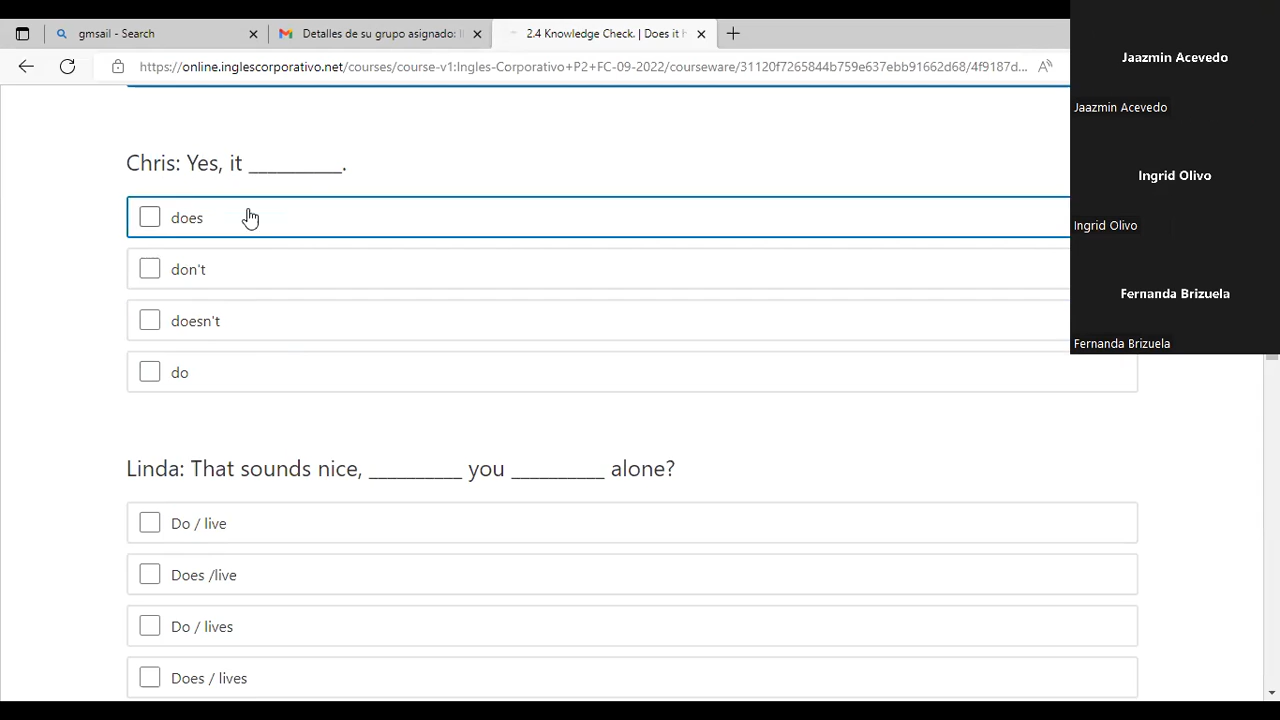 gmsail - Search
Detalles de su grupo asignado: I
2.4 Knowledge Check. | Does it H
https://online.inglescorporativo.net/courses/course-v1:Ingles-Corporativo+P2+FC-09-2022/courseware/31120f7265844b759e637ebb91662d68/4f9187d...
Jaazmin Acevedo
Jaazmin Acevedo
Ingrid Olivo
Ingrid Olivo
Fernanda Brizuela
Fernanda Brizuela
Chris: Yes, it __________.
does
don't
doesn't
do
Linda: That sounds nice, __________ you __________ alone?
Do / live
Does /live
Do / lives
Does / lives